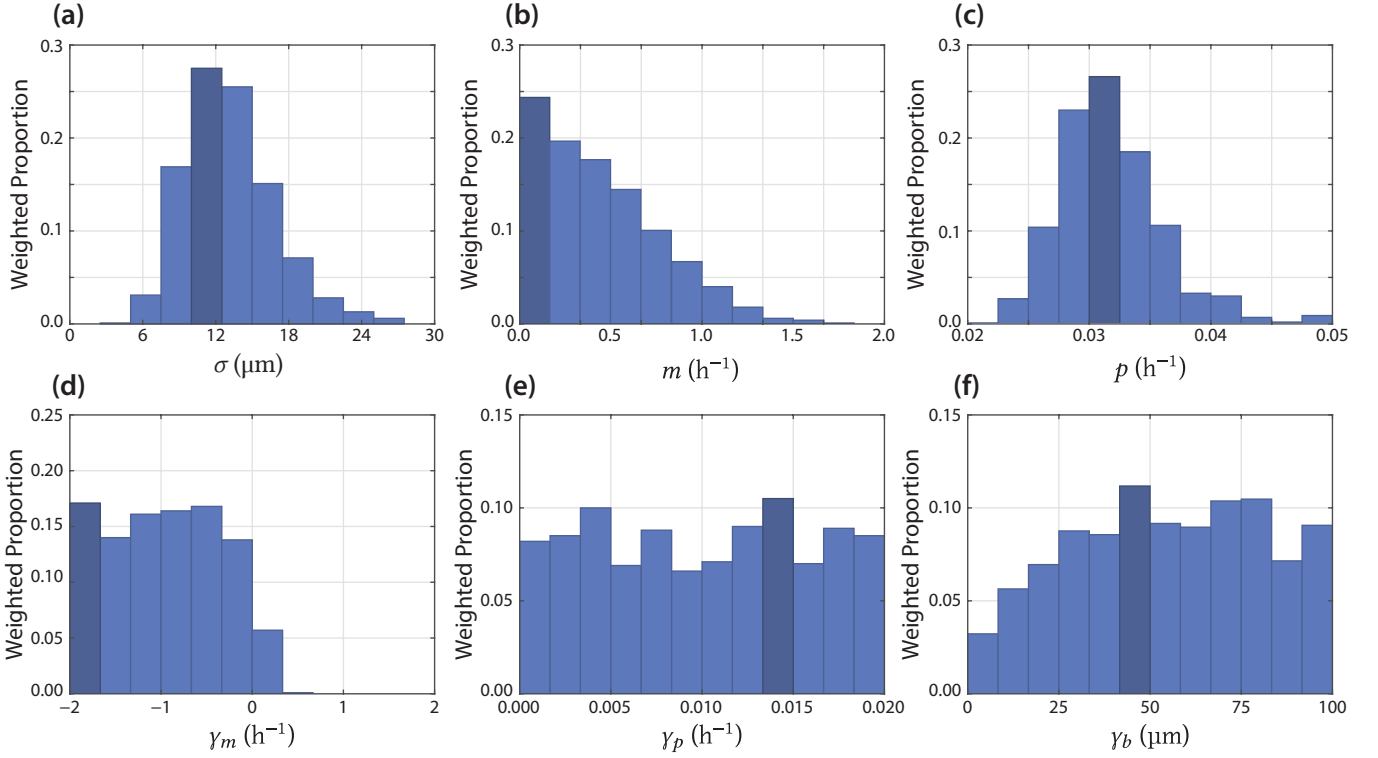 (a)
0.3
0.2
0.1
0.0
Weighted Proportion
0 6 12 18 24 30
σ (μm)
(b)
0.3
0.2
0.1
0.0
Weighted Proportion
0.0 0.5 1.0 1.5 2.0
m (h⁻¹)
(c)
0.3
0.2
0.1
0.0
Weighted Proportion
0.02 0.03 0.04 0.05
p (h⁻¹)
(d)
0.25
0.20
0.15
0.10
0.05
0.00
Weighted Proportion
−2 −1 0 1 2
γₘ (h⁻¹)
(e)
0.15
0.10
0.05
0.00
Weighted Proportion
0.000 0.005 0.010 0.015 0.020
γₚ (h⁻¹)
(f)
0.15
0.10
0.05
0.00
Weighted Proportion
0 25 50 75 100
γ_b (μm)